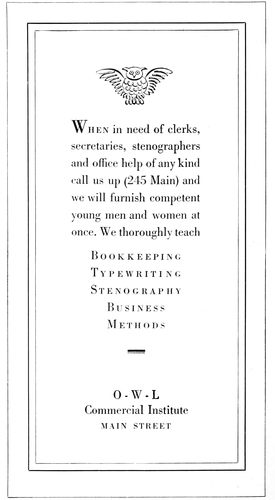 WHEN in need of clerks,
secretaries, stenographers
and office help of any kind
call us up (245 Main) and
we will furnish competent
young men and women at
once. We thoroughly teach
BOOKKEEPING
TYPEWRITING
STENOGRAPHY
BUSINESS
METHODS
O-W-L
Commercial Institute
MAIN STREET